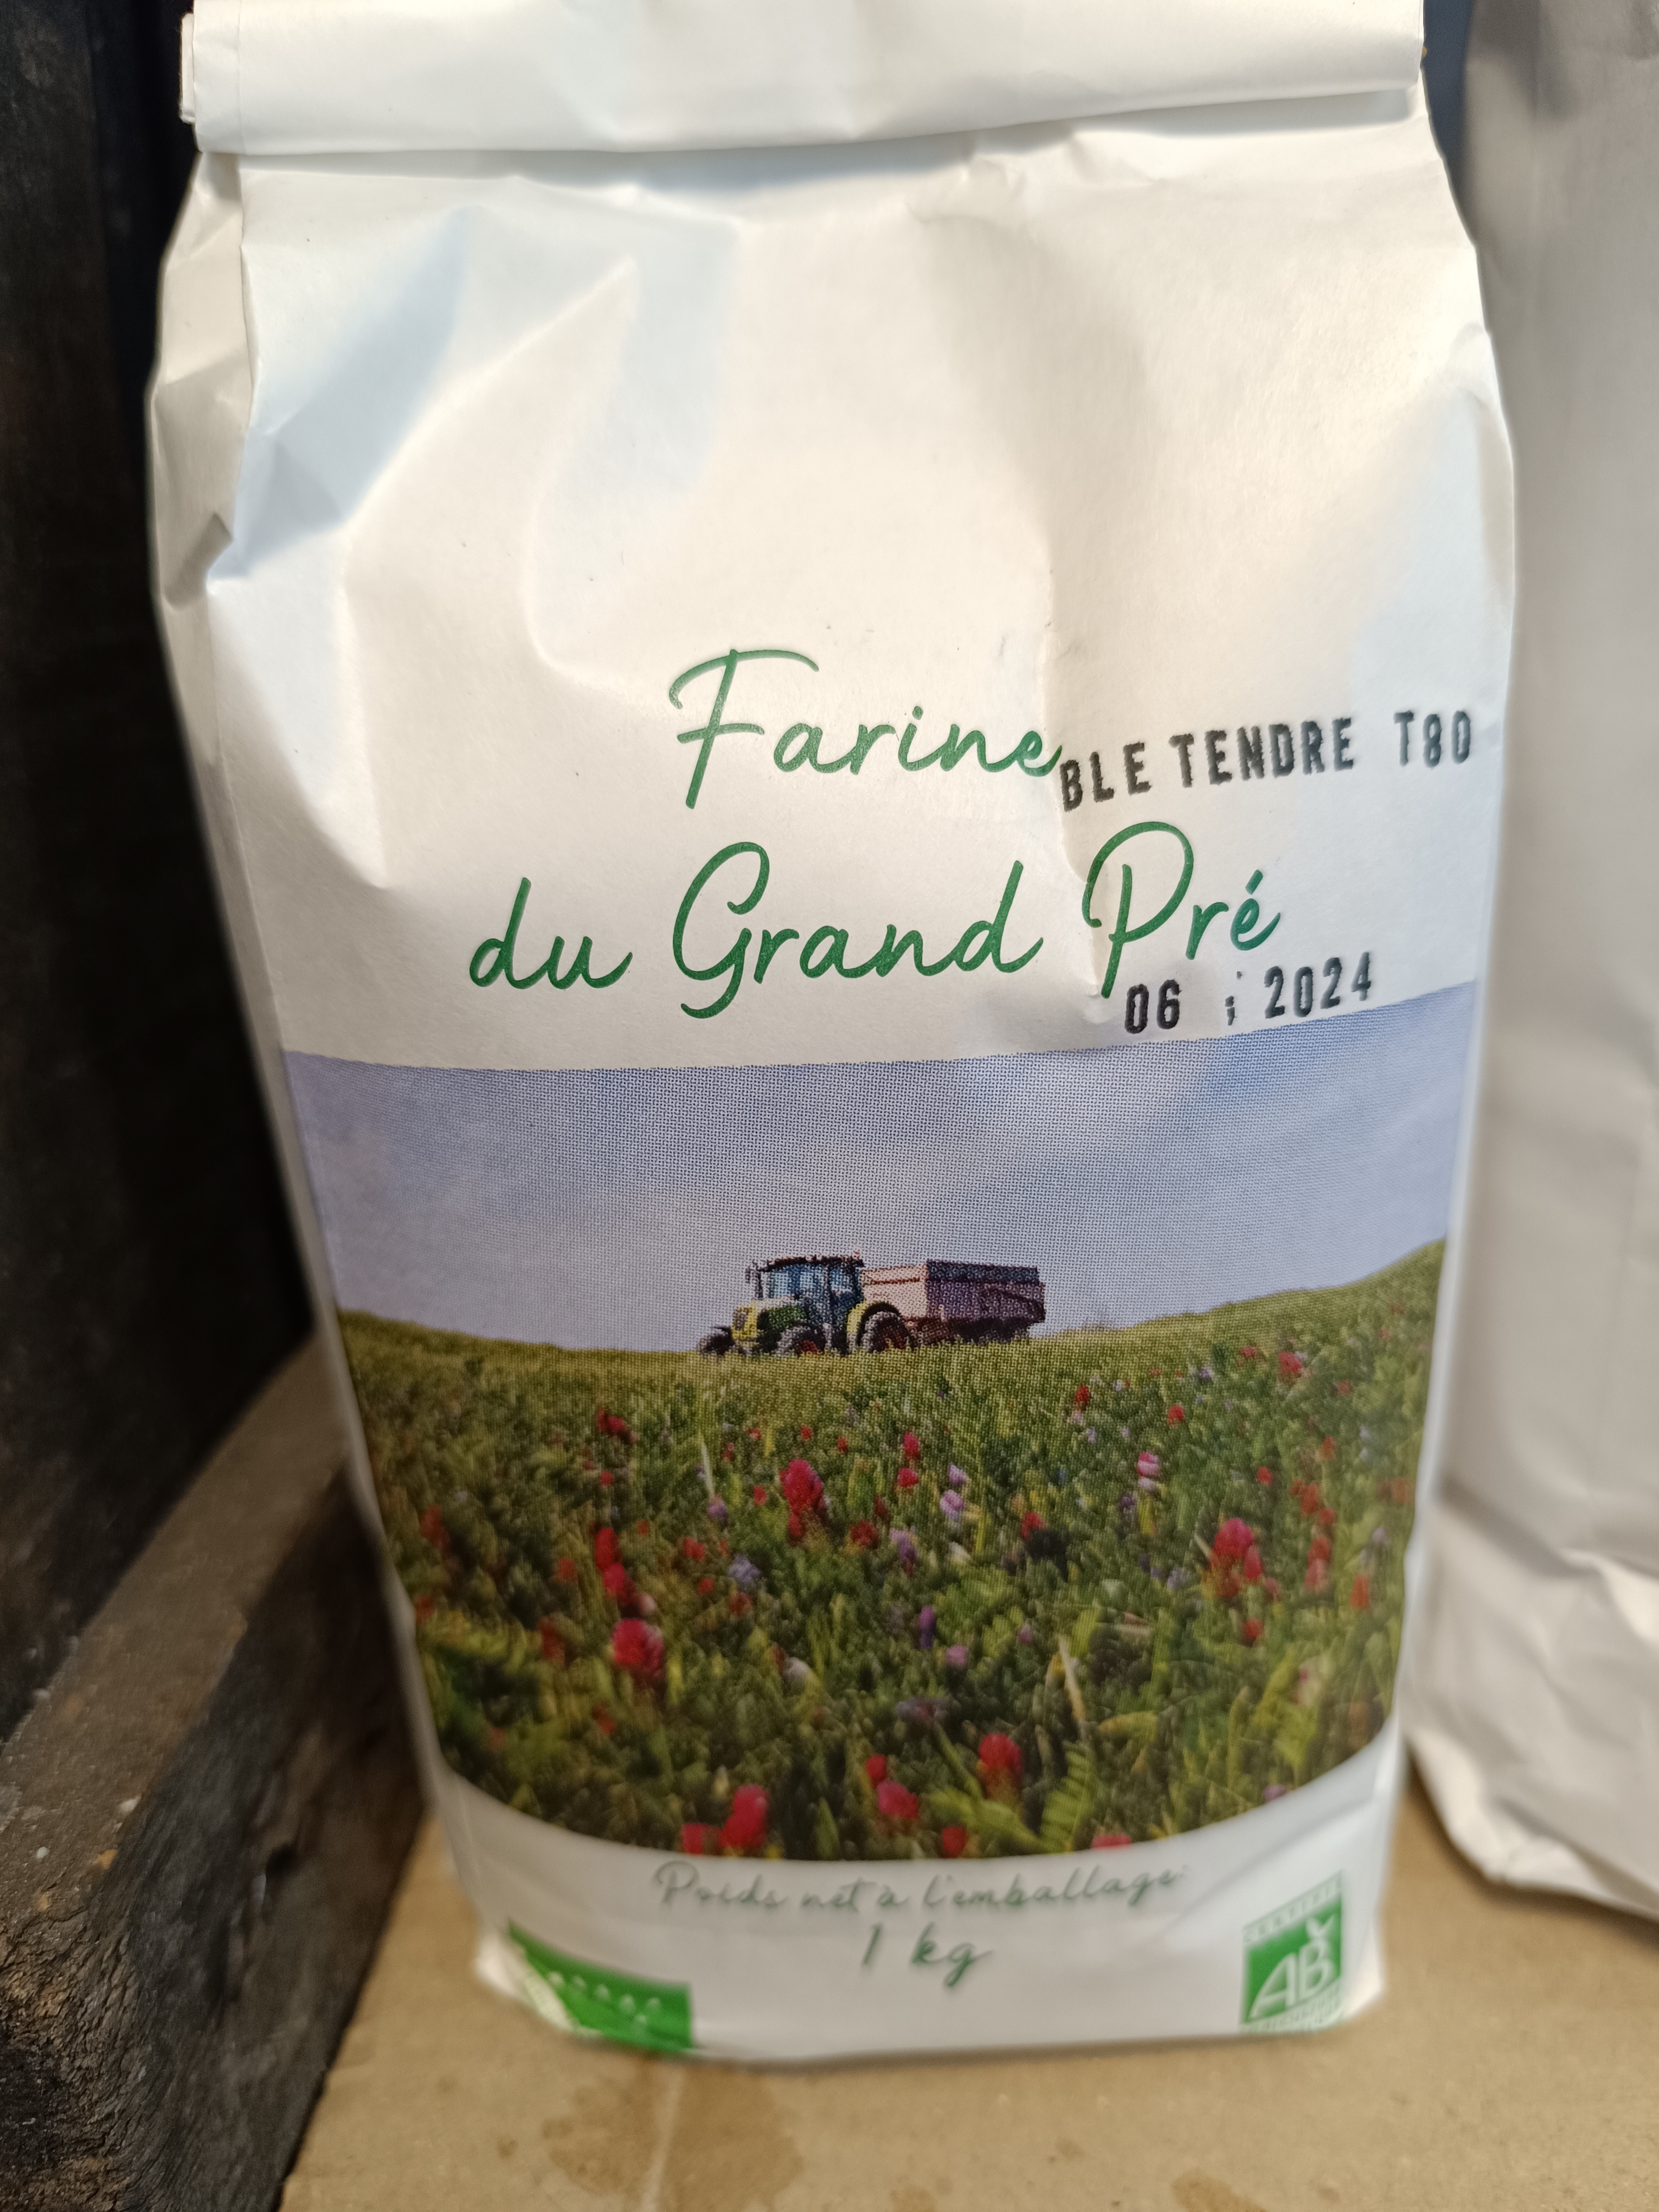 Farine
BLE TENDRE T80
du Grand Pré
06 ; 2024
Poids net à l'emballage:
1 kg
AB